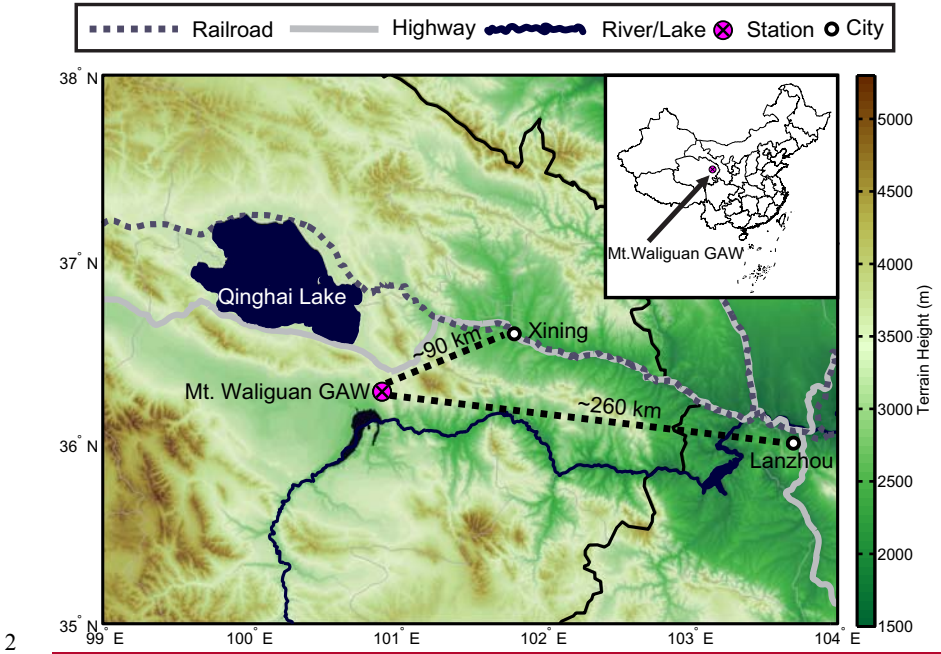 Railroad Highway River/Lake Station City
38° N
5000
4500
Mt.Waliguan GAW
37° N
4000
Qinghai Lake
Xining
~90 km
3500
Terrain Height (m)
Mt. Waliguan GAW
~260 km
3000
36° N
Lanzhou
2500
2000
35° N
1500
99° E 100° E 101° E 102° E 103° E 104° E
2